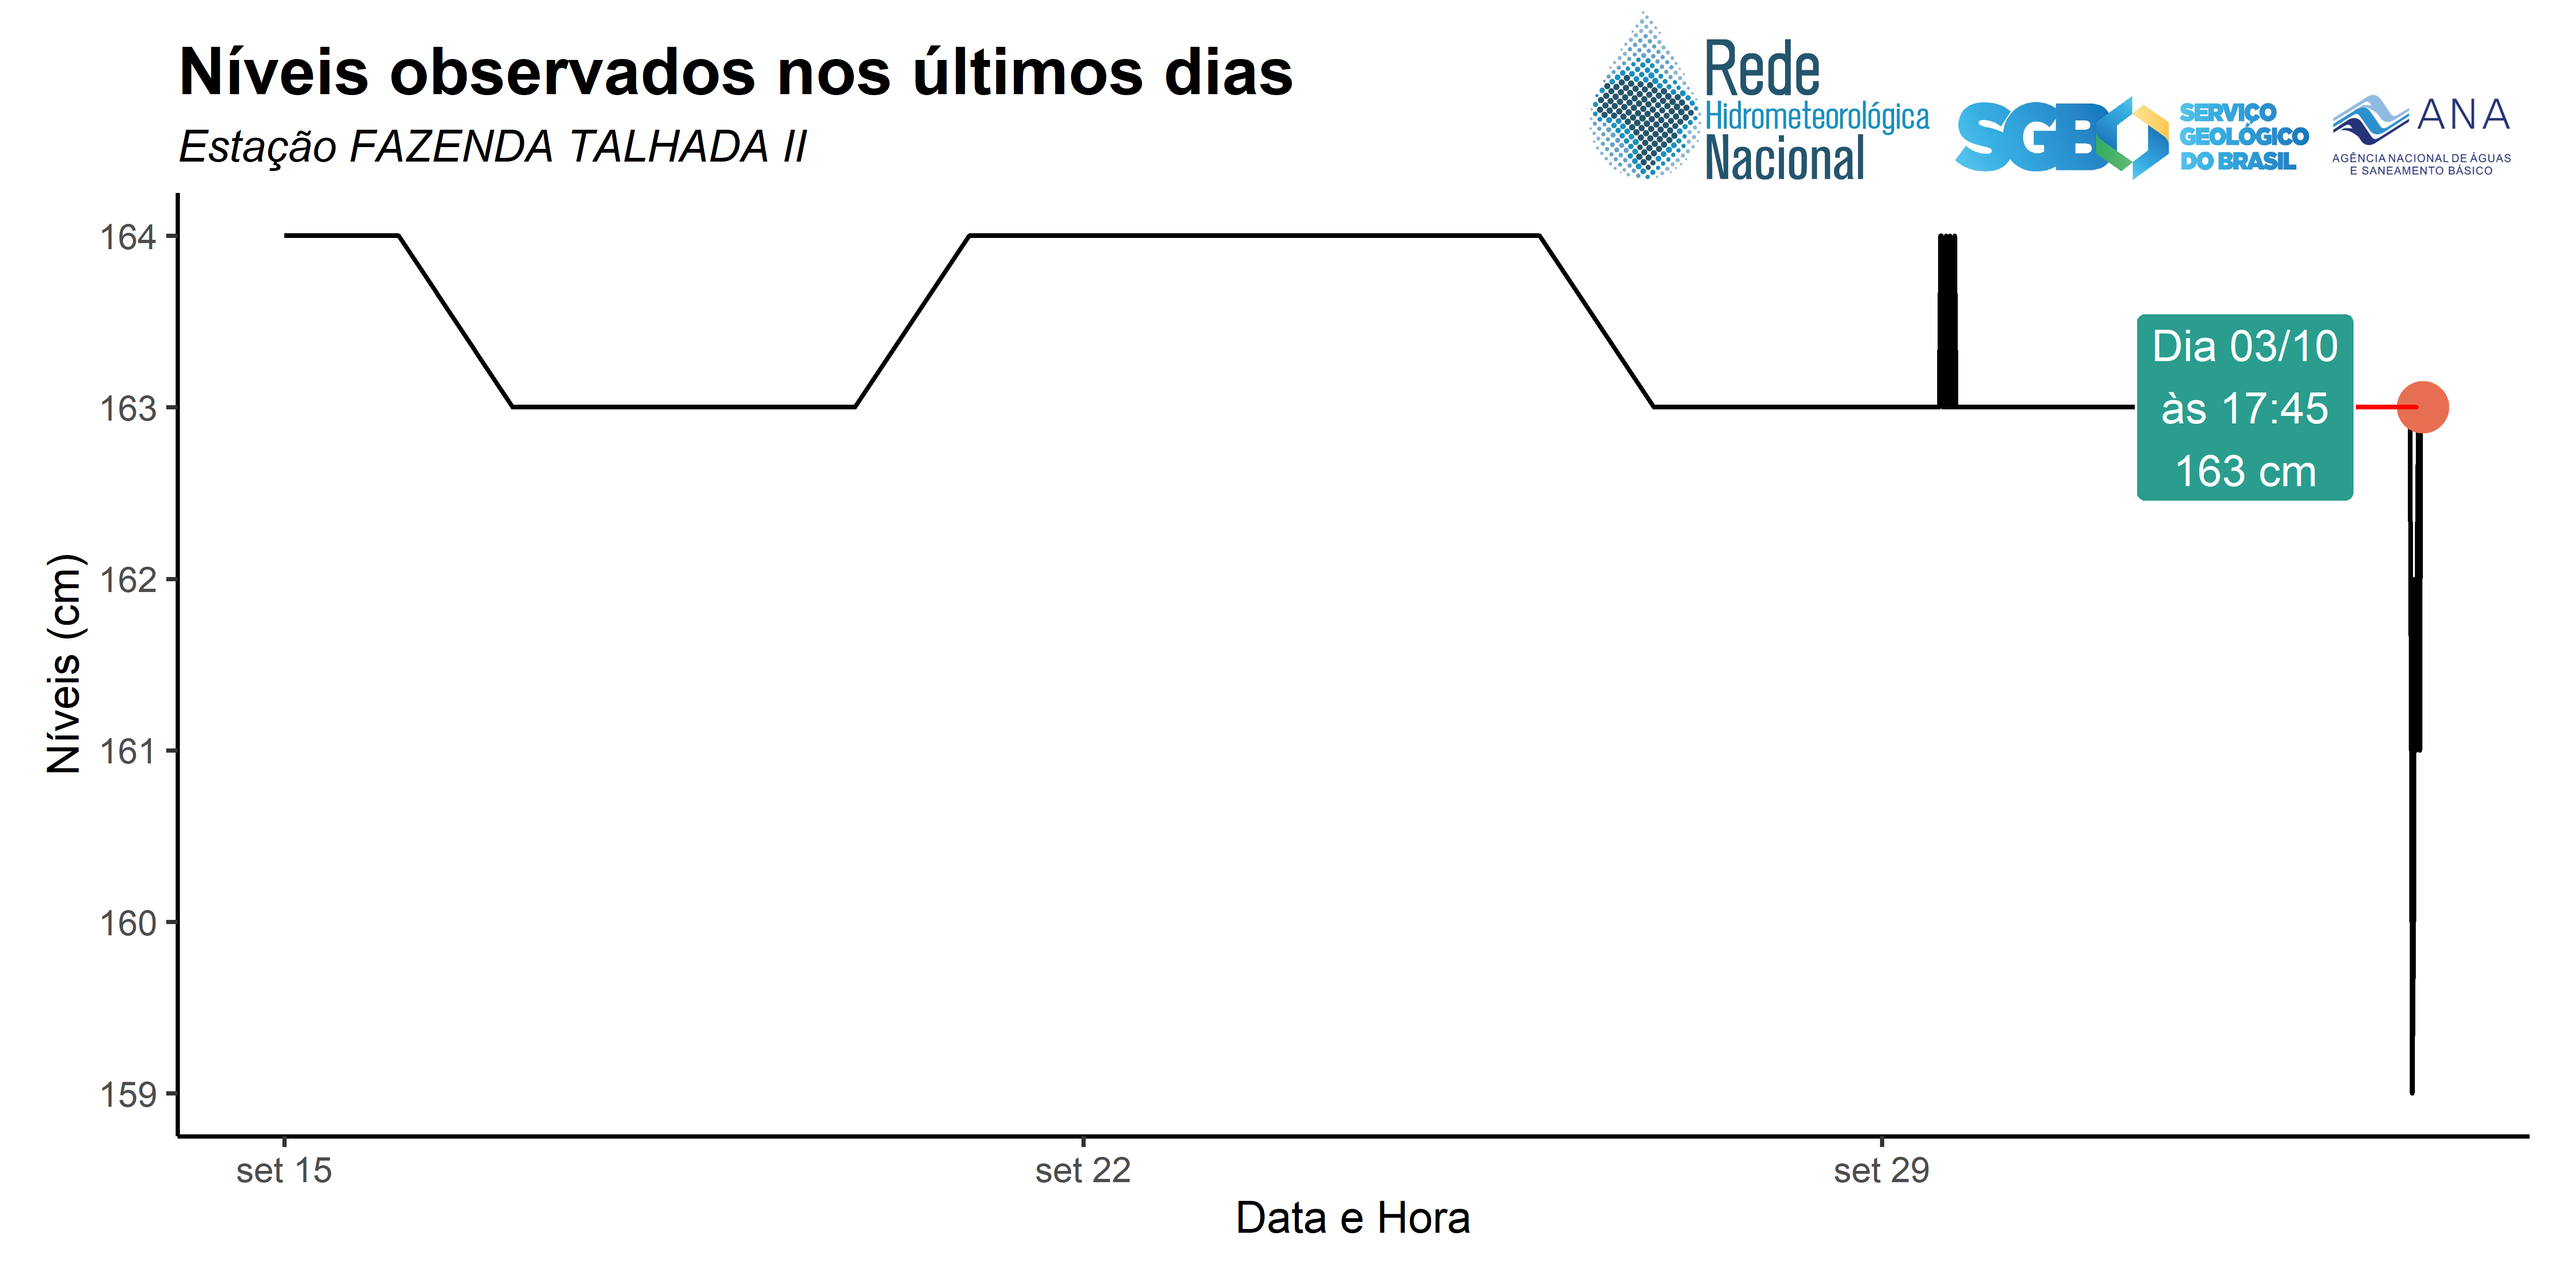 Níveis observados nos últimos dias
Estação FAZENDA TALHADA II
Rede
Hidrometeorológica
Nacional
SGB
SERVIÇO
GEOLÓGICO
DO BRASIL
ANA
AGÊNCIA NACIONAL DE ÁGUAS
E SANEAMENTO BÁSICO
164
163
162
161
160
159
Níveis (cm)
Dia 03/10
às 17:45
163 cm
set 15
set 22
set 29
Data e Hora